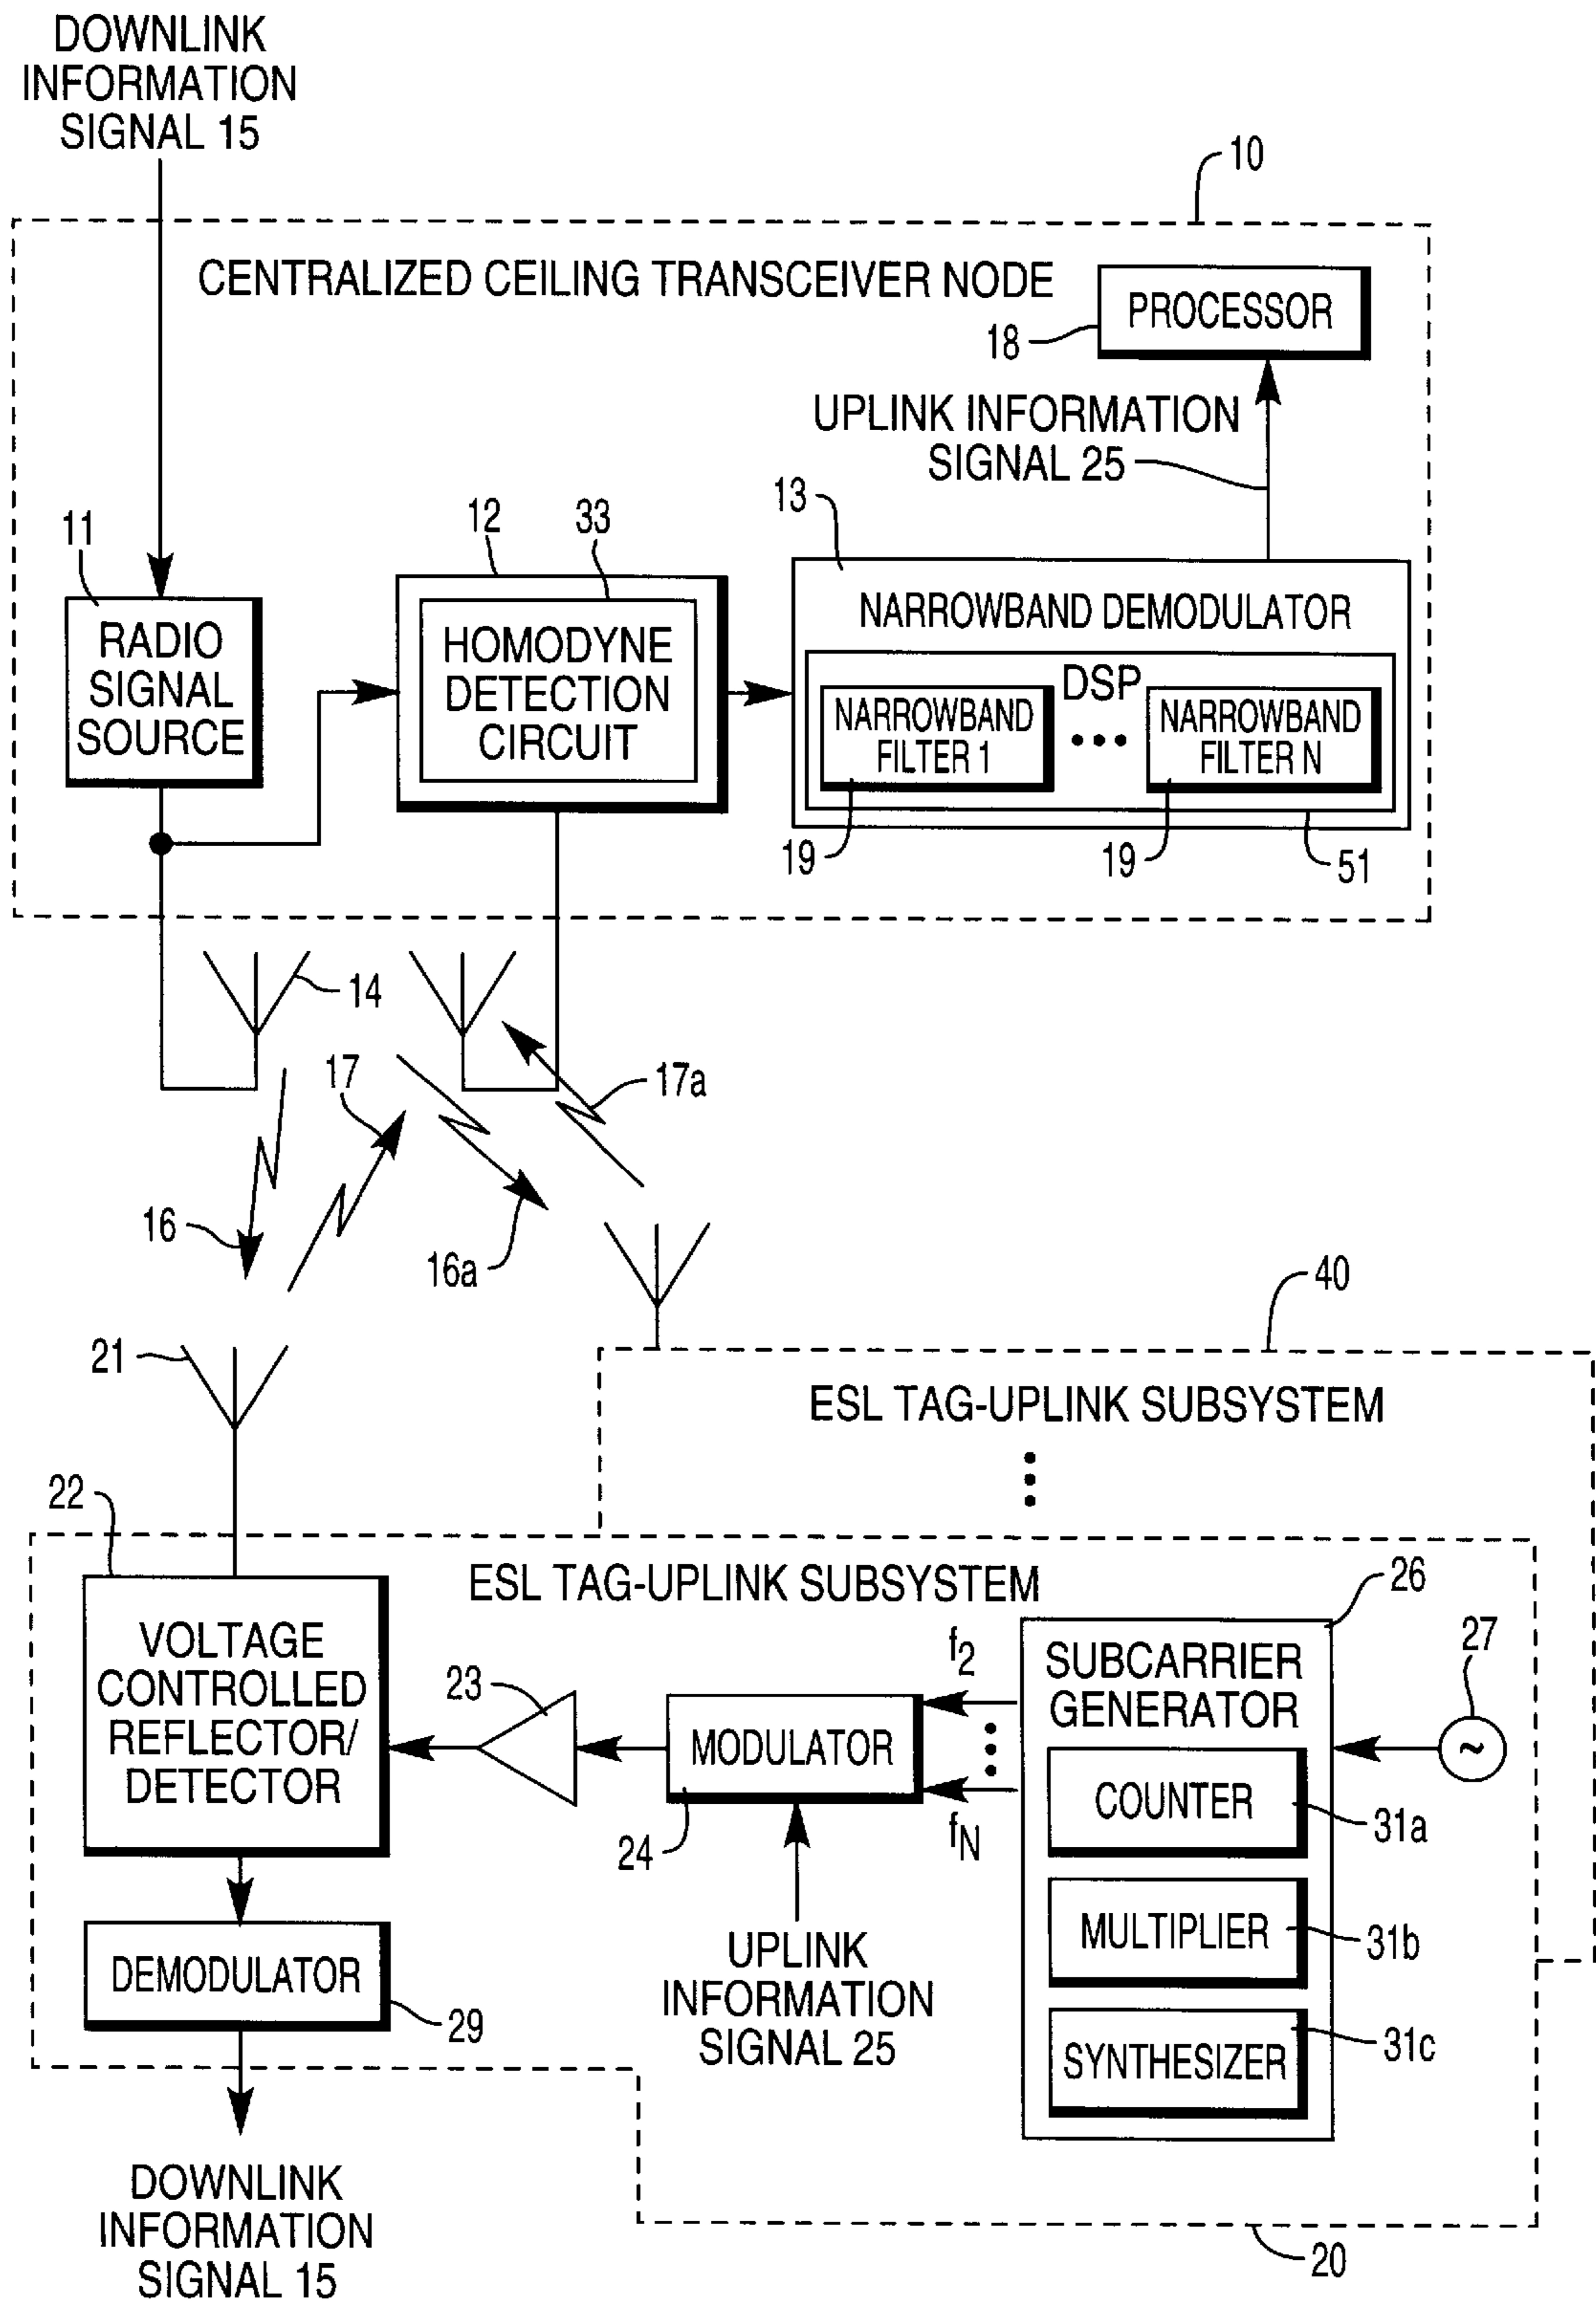 DOWNLINK
INFORMATION
SIGNAL 15
10
CENTRALIZED CEILING TRANSCEIVER NODE
PROCESSOR
18
UPLINK INFORMATION
SIGNAL 25
11
12
33
13
RADIO
SIGNAL
SOURCE
HOMODYNE
DETECTION
CIRCUIT
NARROWBAND DEMODULATOR
DSP
NARROWBAND
FILTER 1
NARROWBAND
FILTER N
19
19
51
14
17
17a
16
16a
40
21
ESL TAG-UPLINK SUBSYSTEM
22
ESL TAG-UPLINK SUBSYSTEM
26
27
VOLTAGE
CONTROLLED
REFLECTOR/
DETECTOR
23
MODULATOR
24
f2
fN
SUBCARRIER
GENERATOR
~
COUNTER
31a
MULTIPLIER
31b
SYNTHESIZER
31c
UPLINK
INFORMATION
SIGNAL 25
DEMODULATOR
29
DOWNLINK
INFORMATION
SIGNAL 15
20